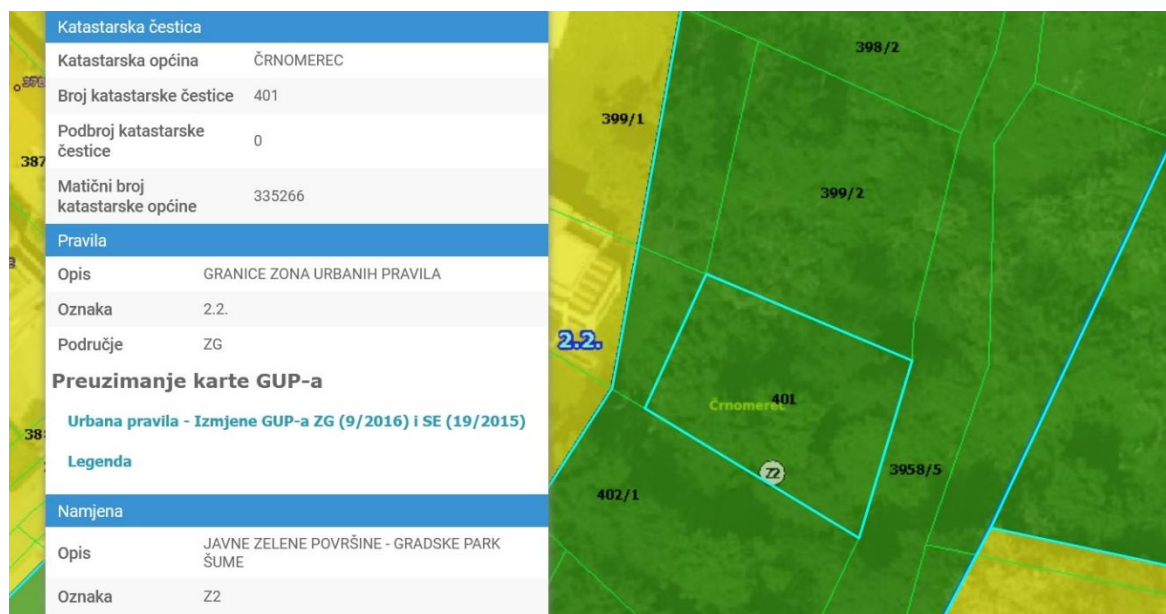 Katastarska čestica
Katastarska općina ČRNOMEREC
Broj katastarske čestice 401
Podbroj katastarske
čestice 0
Matični broj
katastarske općine 335266
Pravila
Opis GRANICE ZONA URBANIH PRAVILA
Oznaka 2.2.
Područje ZG
Preuzimanje karte GUP-a
Urbana pravila - Izmjene GUP-a ZG (9/2016) i SE (19/2015)
Legenda
Namjena
Opis JAVNE ZELENE POVRŠINE - GRADSKE PARK
ŠUME
Oznaka Z2
387
38
398/2
399/1
399/2
2.2.
Črnomerec
401
Z2
3958/5
402/1